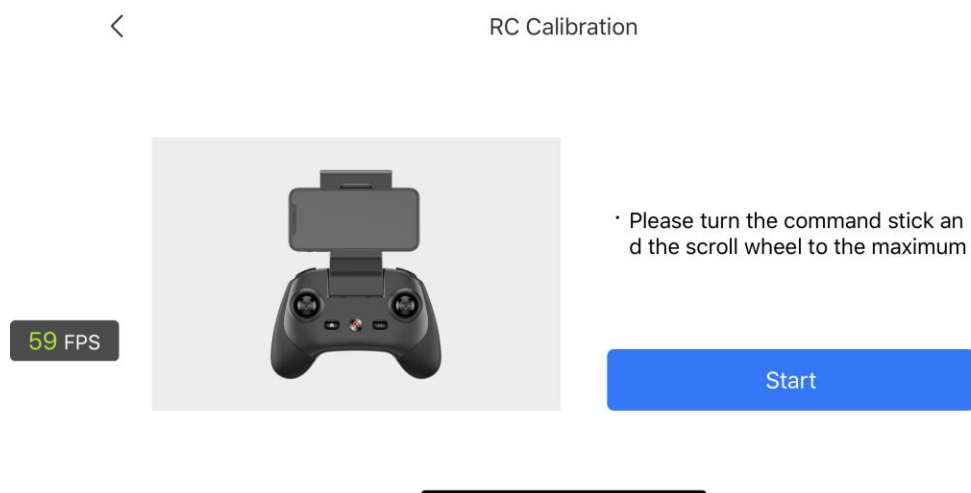 RC Calibration
· Please turn the command stick an
d the scroll wheel to the maximum
59 FPS
Start